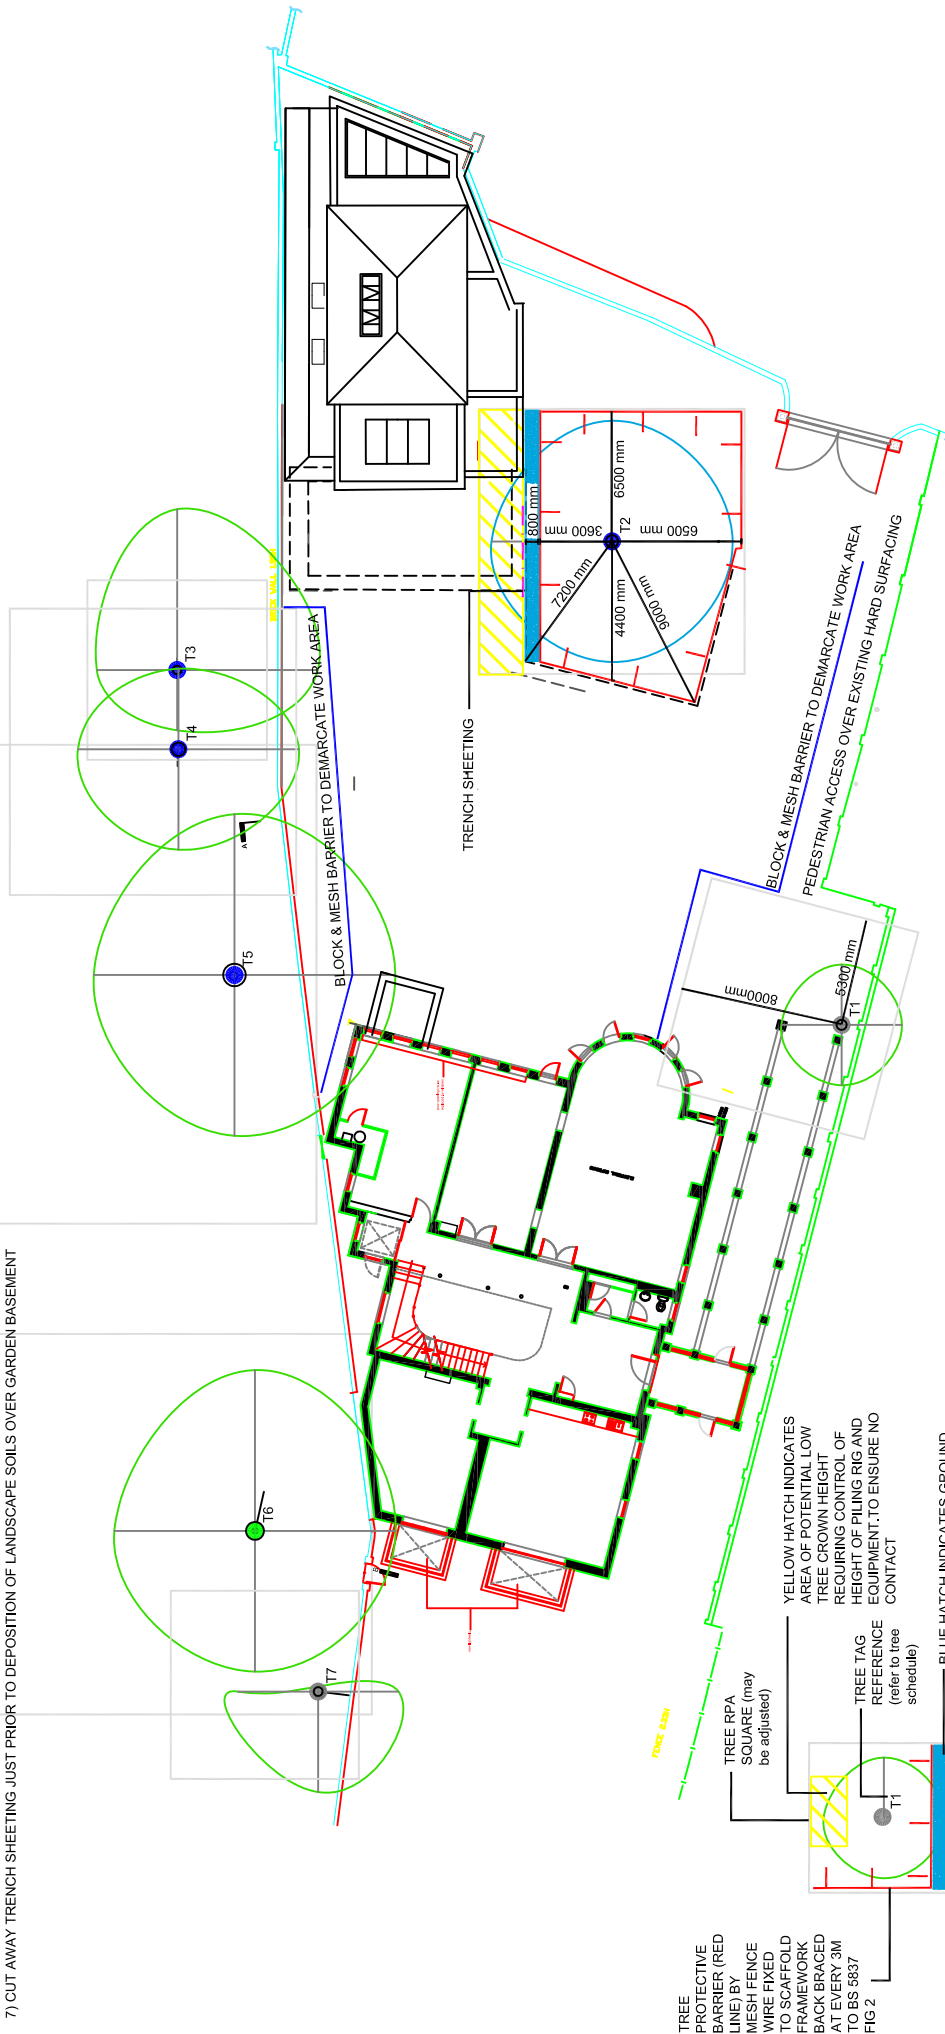 7) CUT AWAY TRENCH SHEETING JUST PRIOR TO DEPOSITION OF LANDSCAPE SOILS OVER GARDEN BASEMENT
T3
T4
T5
A
T6
T7
BLOCK & MESH BARRIER TO DEMARCATE WORK AREA
TRENCH SHEETING
800 mm
3600 mm
6500 mm
T2
6500 mm
7200 mm
4400 mm
9000 mm
BLOCK & MESH BARRIER TO DEMARCATE WORK AREA
PEDESTRIAN ACCESS OVER EXISTING HARD SURFACING
8000mm
5300 mm
T1
TREE
PROTECTIVE
BARRIER (RED
LINE) BY
MESH FENCE
WIRE FIXED
TO SCAFFOLD
FRAMEWORK
BACK BRACED
AT EVERY 3M
TO BS 5837
FIG 2
TREE RPA
SQUARE (may
be adjusted)
YELLOW HATCH INDICATES
AREA OF POTENTIAL LOW
TREE CROWN HEIGHT
REQUIRING CONTROL OF
HEIGHT OF PILING RIG AND
EQUIPMENT.TO ENSURE NO
CONTACT
TREE TAG
REFERENCE
(refer to tree
schedule)
T1
BLUE HATCH INDICATES GROUND